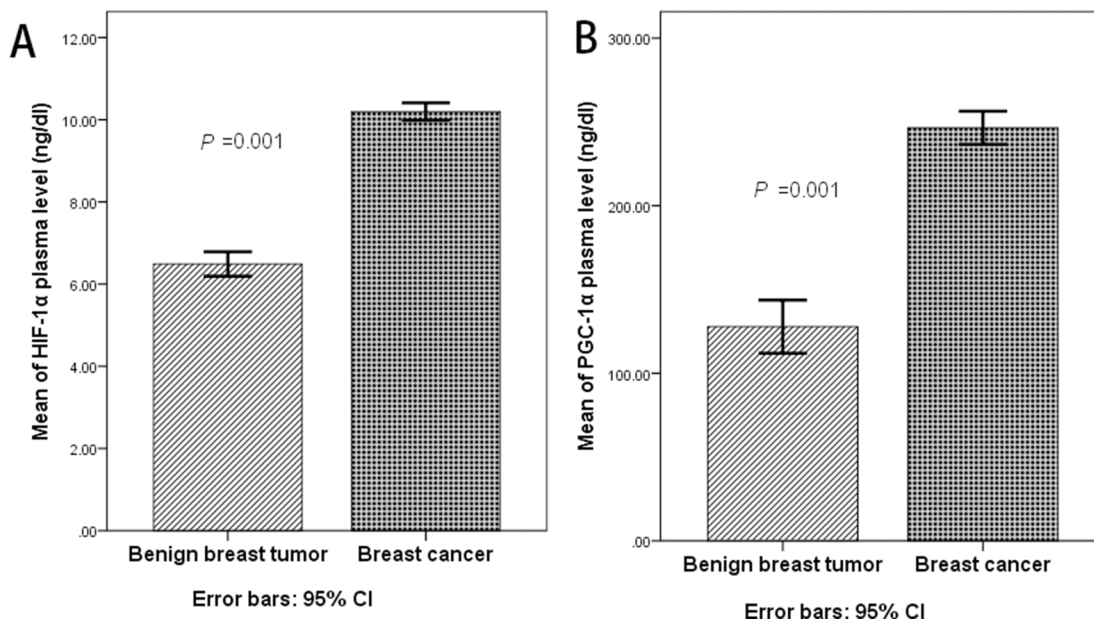 A
Mean of HIF-1α plasma level (ng/dl)
12.00
10.00
8.00
6.00
4.00
2.00
.00
P =0.001
Benign breast tumor
Breast cancer
Error bars: 95% CI
B
Mean of PGC-1α plasma level (ng/dl)
300.00
200.00
100.00
.00
P =0.001
Benign breast tumor
Breast cancer
Error bars: 95% CI